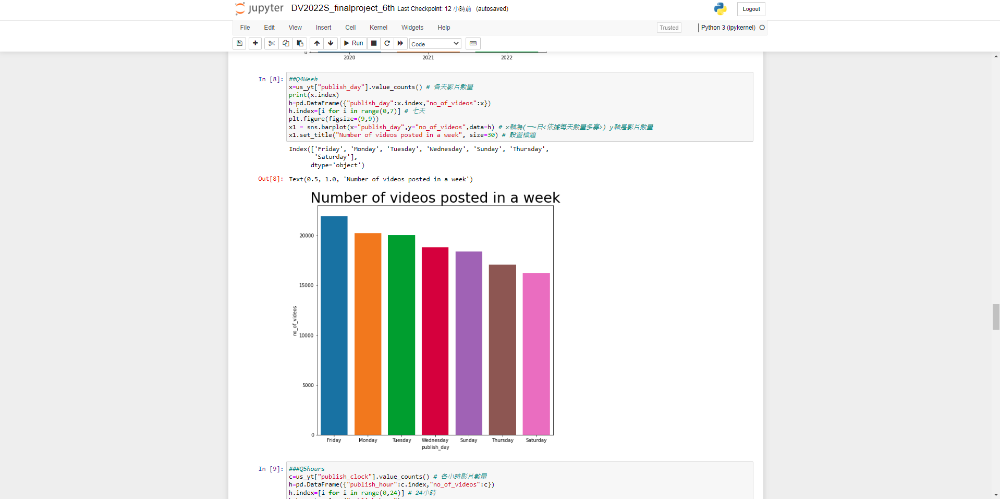 jupyter DV2022S_finalproject_6th Last Checkpoint: 12 小時前 (autosaved) Logout
File Edit View Insert Cell Kernel Widgets Help Trusted Python 3 (ipykernel)
Run Code
0
2020 2021 2022
In [8]: ##Q4Week
x=us_yt["publish_day"].value_counts() # 各天影片數量
print(x.index)
h=pd.DataFrame({"publish_day":x.index,"no_of_videos":x})
h.index=[i for i in range(0,7)] # 七天
plt.figure(figsize=(9,9))
x1 = sns.barplot(x="publish_day",y="no_of_videos",data=h) # x軸為(一~日<依據每天數量多寡>) y軸是影片數量
x1.set_title("Number of videos posted in a week", size=30) # 設置標題
Index(['Friday', 'Monday', 'Tuesday', 'Wednesday', 'Sunday', 'Thursday',
'Saturday'],
dtype='object')
Out[8]: Text(0.5, 1.0, 'Number of videos posted in a week')
Number of videos posted in a week
20000
15000
no_of_videos
10000
5000
0
Friday Monday Tuesday Wednesday Sunday Thursday Saturday
publish_day
In [9]: ###Q5hours
c=us_yt["publish_clock"].value_counts() # 各小時影片數量
h=pd.DataFrame({"publish_hour":c.index,"no_of_videos":c})
h.index=[i for i in range(0,24)] # 24小時